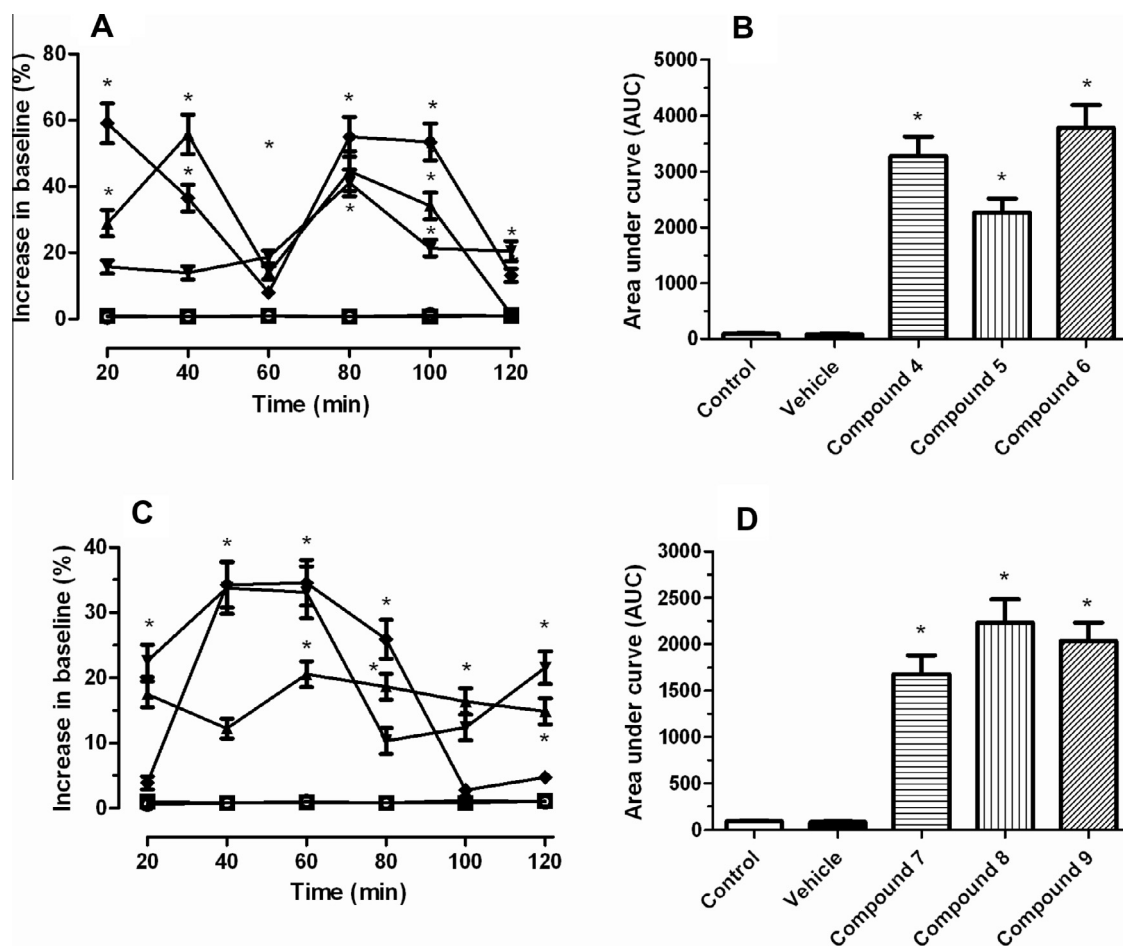 A
Increase in baseline (%)
80
60
40
20
0
* * * * * * * * * * *
20 40 60 80 100 120
Time (min)
B
Area under curve (AUC)
5000
4000
3000
2000
1000
0
* * *
Control
Vehicle
Compound 4
Compound 5
Compound 6
C
Increase in baseline (%)
40
30
20
10
0
* * * * * * * * *
20 40 60 80 100 120
Time (min)
D
Area under curve (AUC)
3000
2500
2000
1500
1000
500
0
* * *
Control
Vehicle
Compound 7
Compound 8
Compound 9